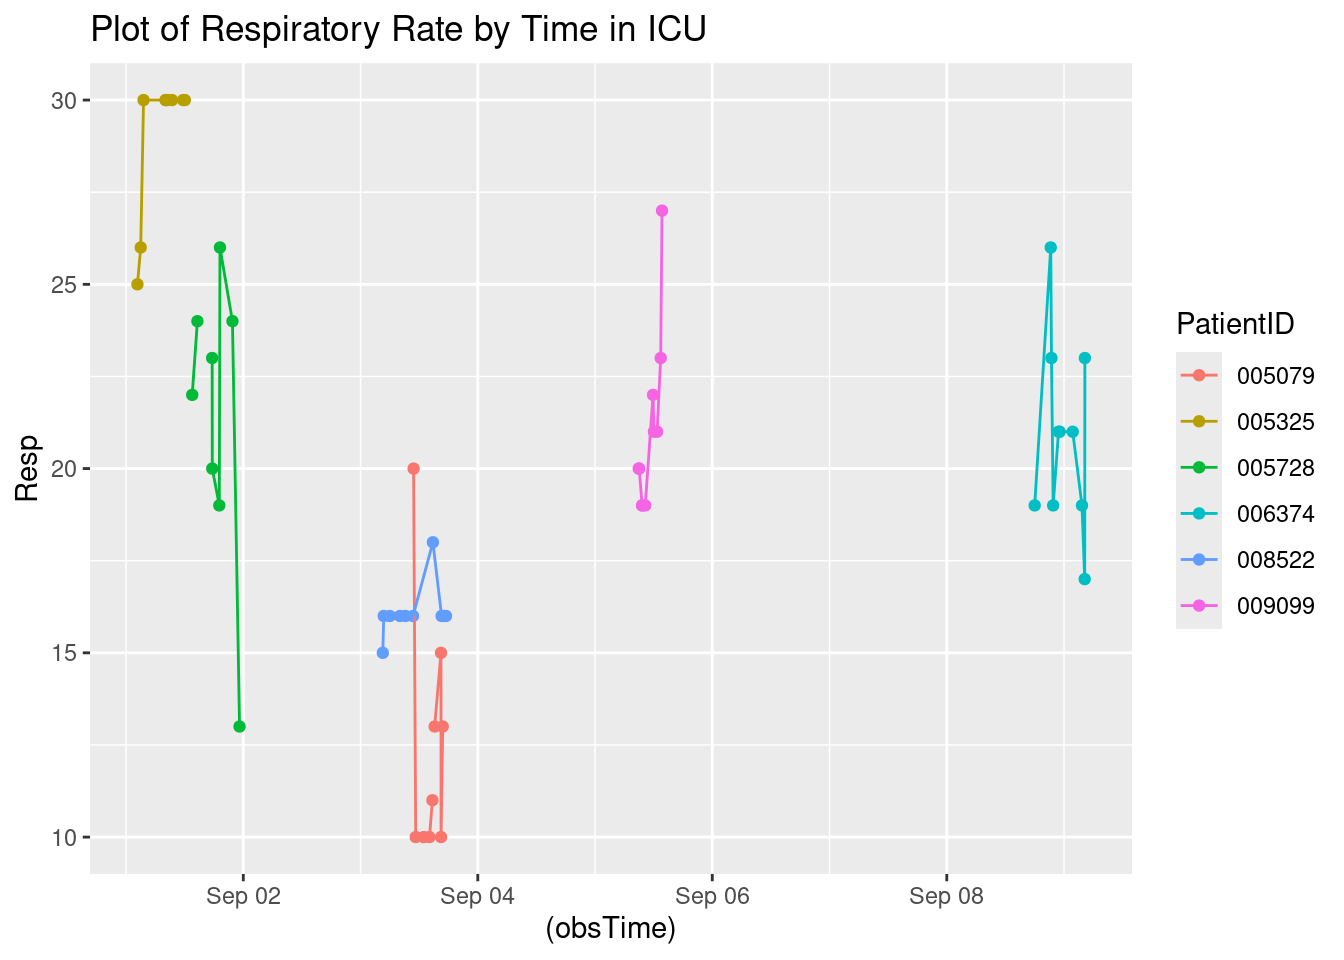 Plot of Respiratory Rate by Time in ICU
30
25
20
15
10
Resp
Sep 02 Sep 04 Sep 06 Sep 08
(obsTime)
PatientID
005079
005325
005728
006374
008522
009099